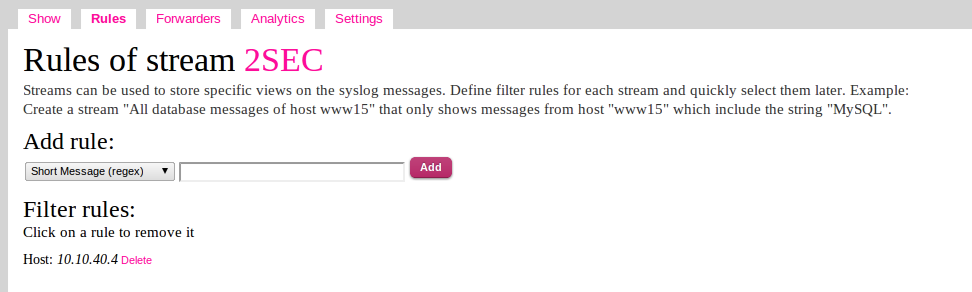 Show Rules Forwarders Analytics Settings
Rules of stream 2SEC
Streams can be used to store specific views on the syslog messages. Define filter rules for each stream and quickly select them later. Example:
Create a stream "All database messages of host www15" that only shows messages from host "www15" which include the string "MySQL".
Add rule:
Short Message (regex) Add
Filter rules:
Click on a rule to remove it
Host: 10.10.40.4 Delete